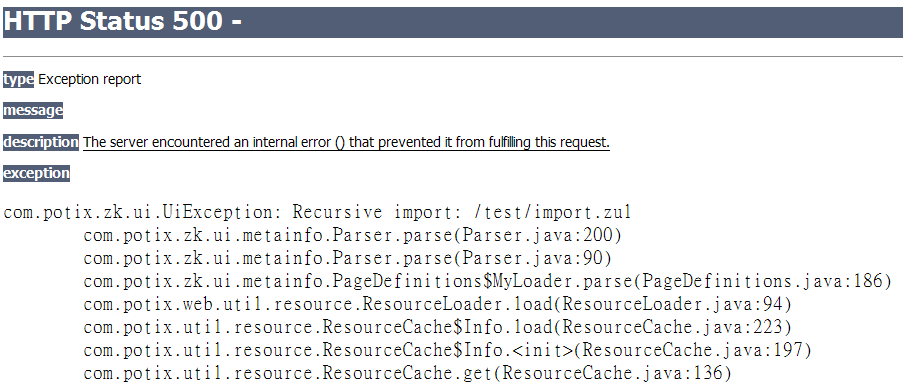 HTTP Status 500 -
type Exception report
message
description The server encountered an internal error () that prevented it from fulfilling this request.
exception
com.potix.zk.ui.UiException: Recursive import: /test/import.zul
com.potix.zk.ui.metainfo.Parser.parse(Parser.java:200)
com.potix.zk.ui.metainfo.Parser.parse(Parser.java:90)
com.potix.zk.ui.metainfo.PageDefinitions$MyLoader.parse(PageDefinitions.java:186)
com.potix.web.util.resource.ResourceLoader.load(ResourceLoader.java:94)
com.potix.util.resource.ResourceCache$Info.load(ResourceCache.java:223)
com.potix.util.resource.ResourceCache$Info.<init>(ResourceCache.java:197)
com.potix.util.resource.ResourceCache.get(ResourceCache.java:136)